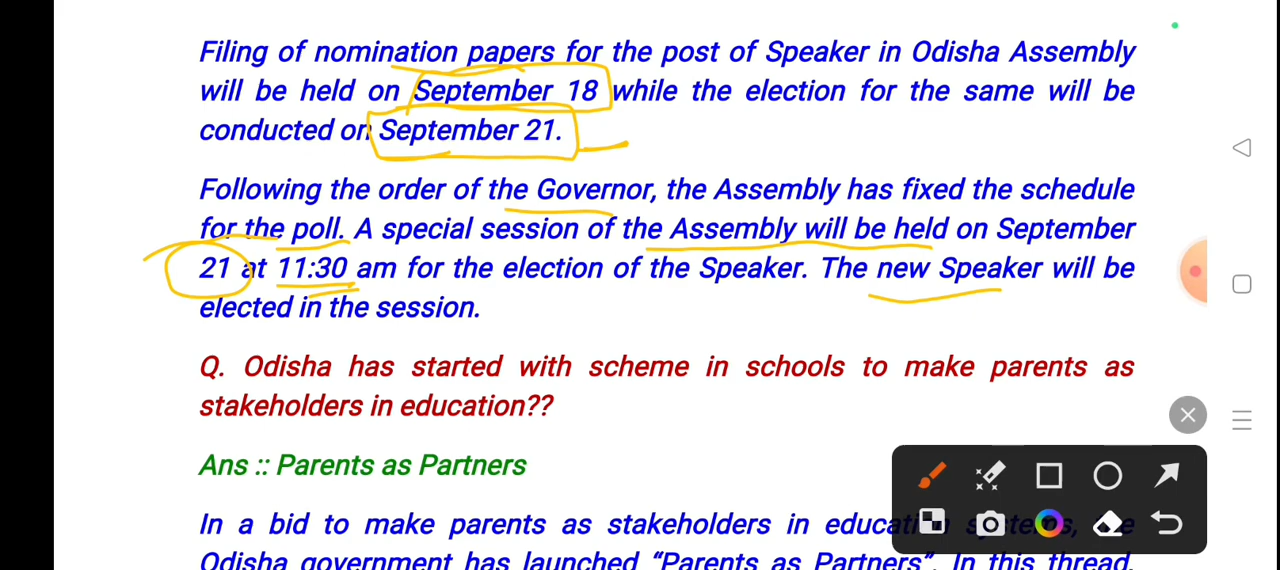 Filing of nomination papers for the post of Speaker in Odisha Assembly
will be held on September 18 while the election for the same will be
conducted on September 21.
Following the order of the Governor, the Assembly has fixed the schedule
for the poll. A special session of the Assembly will be held on September
21 at 11:30 am for the election of the Speaker. The new Speaker will be
elected in the session.
Q. Odisha has started with scheme in schools to make parents as
stakeholders in education??
Ans :: Parents as Partners
In a bid to make parents as stakeholders in education systems, the
Odisha government has launched “Parents as Partners”. In this thread,